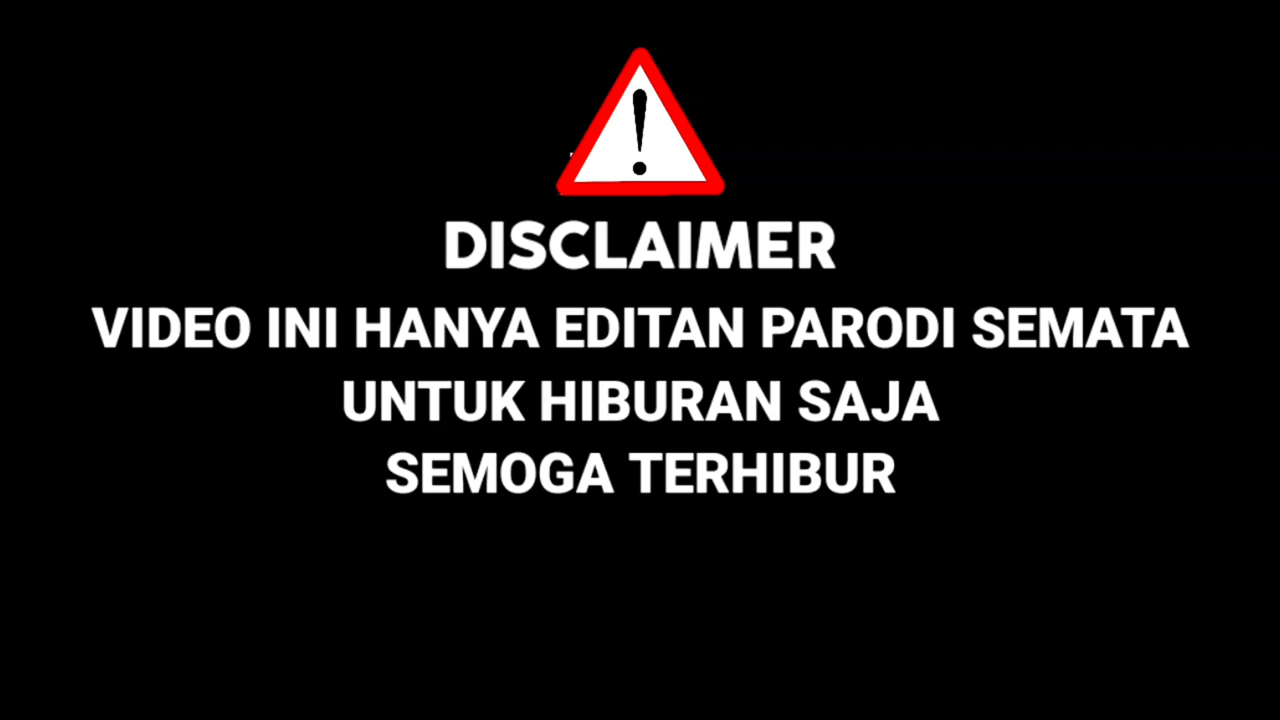 DISCLAIMER
VIDEO INI HANYA EDITAN PARODI SEMATA
UNTUK HIBURAN SAJA
SEMOGA TERHIBUR